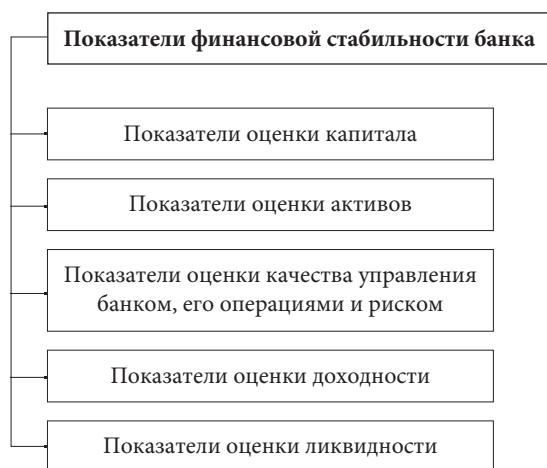 Показатели финансовой стабильности банка
Показатели оценки капитала
Показатели оценки активов
Показатели оценки качества управления
банком, его операциями и риском
Показатели оценки доходности
Показатели оценки ликвидности